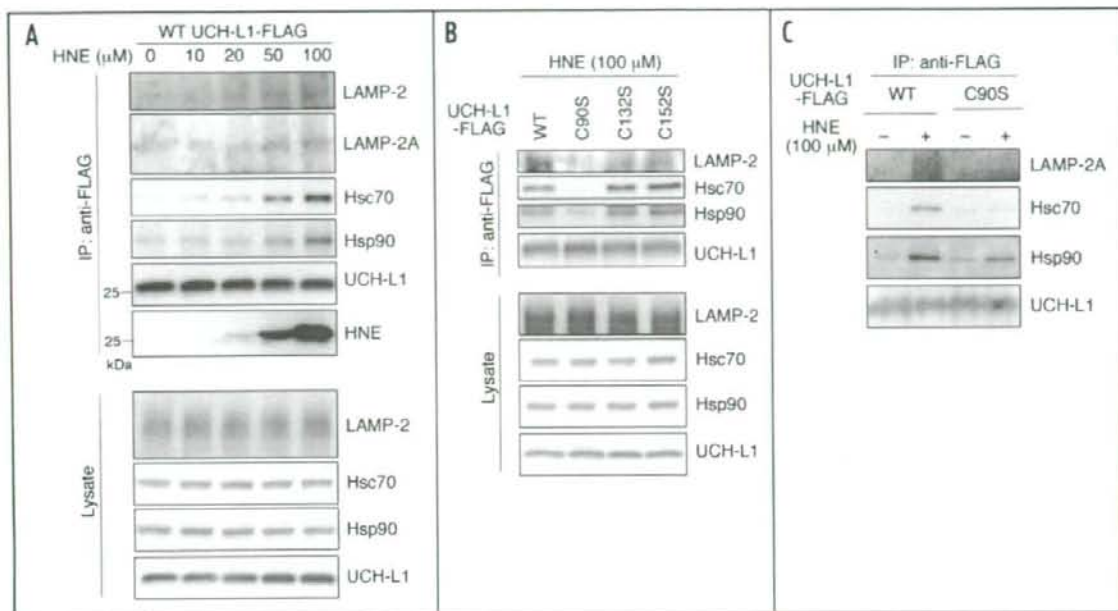 A
WT UCH-L1-FLAG
HNE (μM) 0 10 20 50 100
IP: anti-FLAG
LAMP-2
LAMP-2A
Hsc70
Hsp90
25
UCH-L1
25
HNE
kDa
Lysate
LAMP-2
Hsc70
Hsp90
UCH-L1
B
HNE (100 μM)
UCH-L1
-FLAG
WT C90S C132S C152S
IP: anti-FLAG
LAMP-2
Hsc70
Hsp90
UCH-L1
Lysate
LAMP-2
Hsc70
Hsp90
UCH-L1
C
IP: anti-FLAG
UCH-L1
-FLAG
WT C90S
HNE
(100 μM)
− + − +
LAMP-2A
Hsc70
Hsp90
UCH-L1